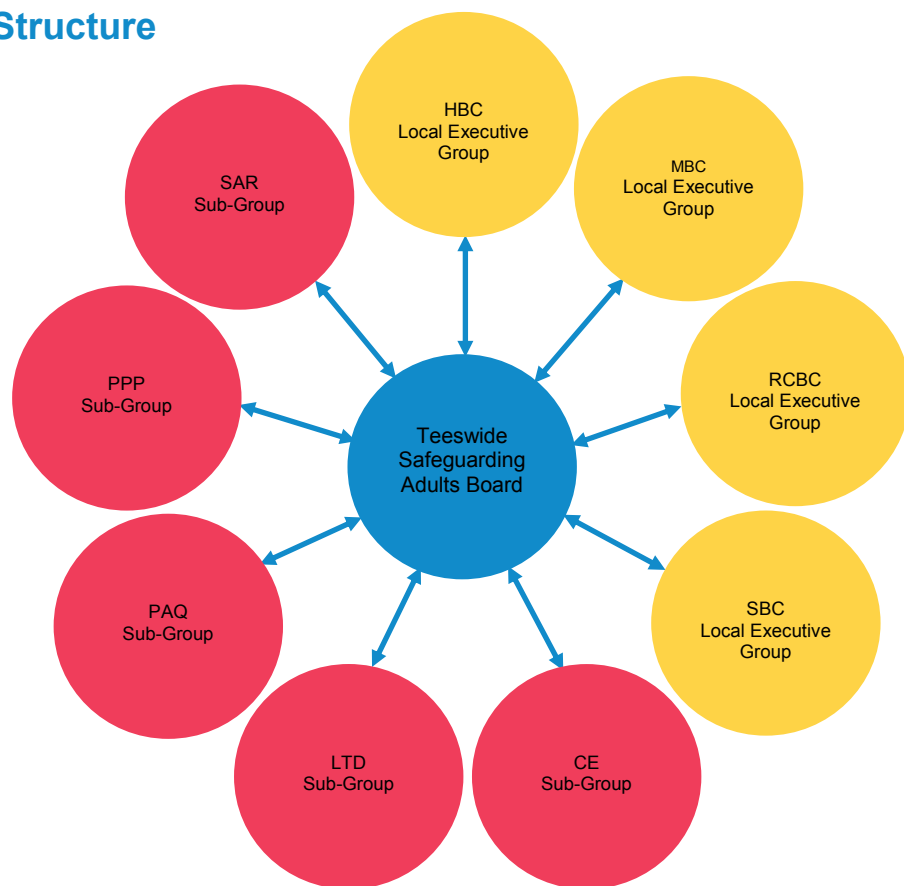 Structure
HBC
Local Executive
Group
MBC
Local Executive
Group
SAR
Sub-Group
PPP
Sub-Group
RCBC
Local Executive
Group
Teeswide
Safeguarding
Adults Board
PAQ
Sub-Group
SBC
Local Executive
Group
LTD
Sub-Group
CE
Sub-Group